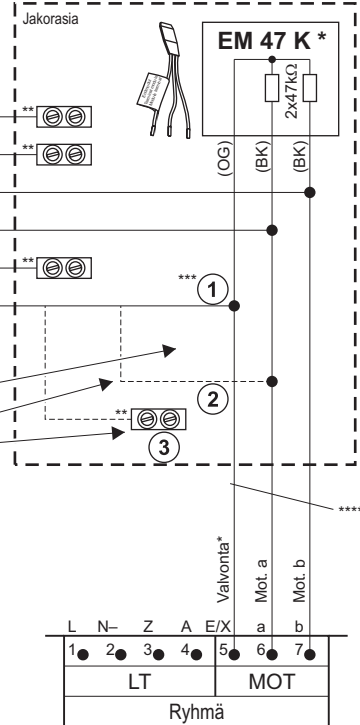 Jakorasia
EM 47 K *
2x47kΩ
(OG)
(BK)
(BK)
**
**
**
*** 1
2
**
3
****
Valvonta*
Mot. a
Mot. b
L N– Z A E/X a b
1 2 3 4 5 6 7
LT MOT
Ryhmä